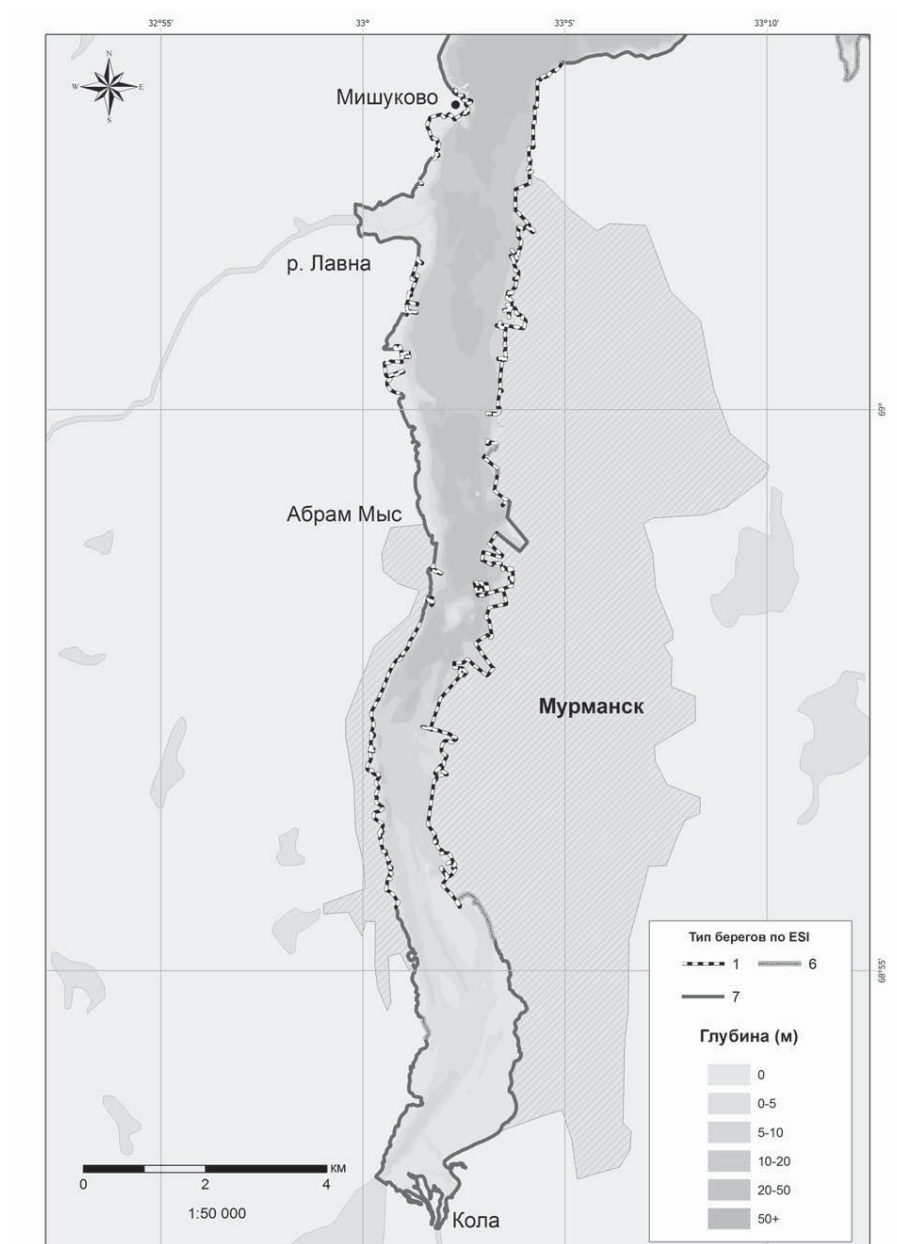 32°55'
33°
33°5'
33°10'
N
W
E
S
Мишуково
р. Лавна
69°
Абрам Мыс
Мурманск
68°55'
Тип берегов по ESI
1
6
7
Глубина (м)
0
0-5
5-10
10-20
20-50
50+
км
0
2
4
1:50 000
Кола